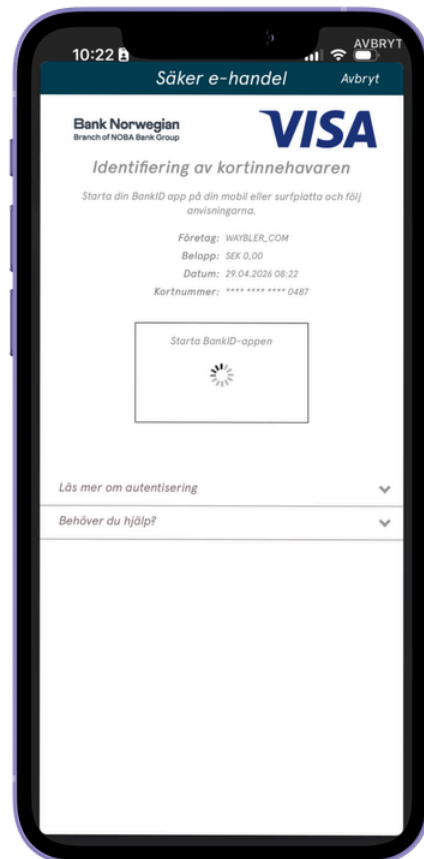 10:22
AVBRYT
Säker e-handel
Avbryt
Bank Norwegian
Branch of NOBA Bank Group
VISA
Identifiering av kortinnehavaren
Starta din BankID app på din mobil eller surfplatta och följ
anvisningarna.
Företag: WAYBLER_COM
Belopp: SEK 0,00
Datum: 29.04.2026 08:22
Kortnummer: **** **** **** 0487
Starta BankID-appen
Läs mer om autentisering
Behöver du hjälp?